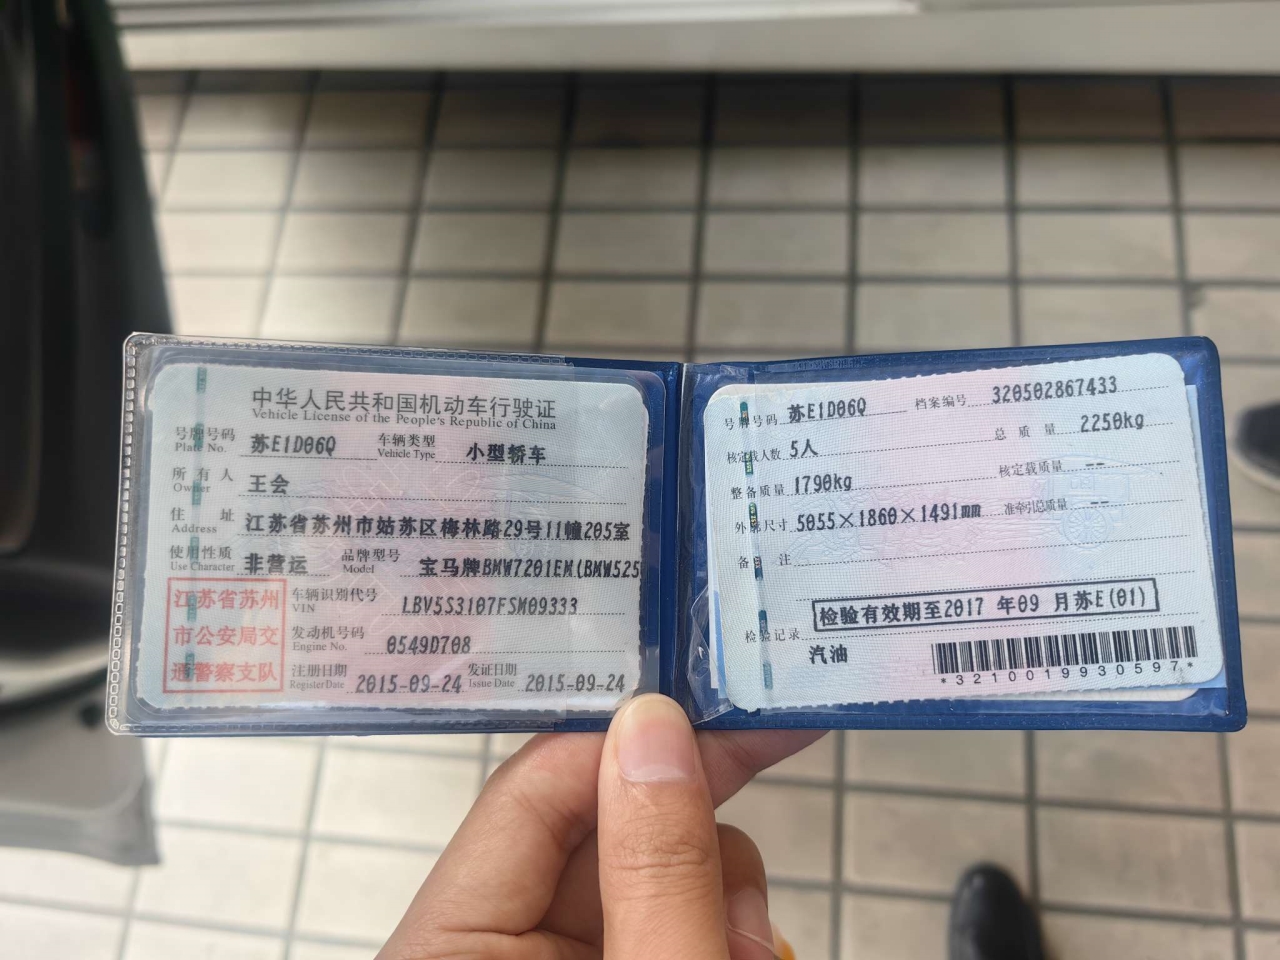 中华人民共和国机动车行驶证
Vehicle License of the People's Republic of China
号牌号码 苏E1D06Q 车辆类型 小型轿车
Plate No. Vehicle Type
所有人 王会
Owner
住址 江苏省苏州市姑苏区梅林路29号11幢205室
Address
使用性质 非营运 品牌型号 宝马牌BMW7201EM(BMW525
Use Character Model
江苏省苏州
市公安局交
通警察支队
车辆识别代号 LBV5S3107FSM09333
VIN
发动机号码 0549D708
Engine No.
注册日期 2015-09-24 发证日期 2015-09-24
Register Date Issue Date
号牌号码 苏E1D06Q 档案编号 320502867433
核定载人数 5人 总质量 2250kg
整备质量 1790kg 核定载质量 --
外廓尺寸 5055×1860×1491mm 准牵引总质量 --
备注
检验有效期至2017 年09 月苏E(01)
检验记录
汽油
*3210019930597*